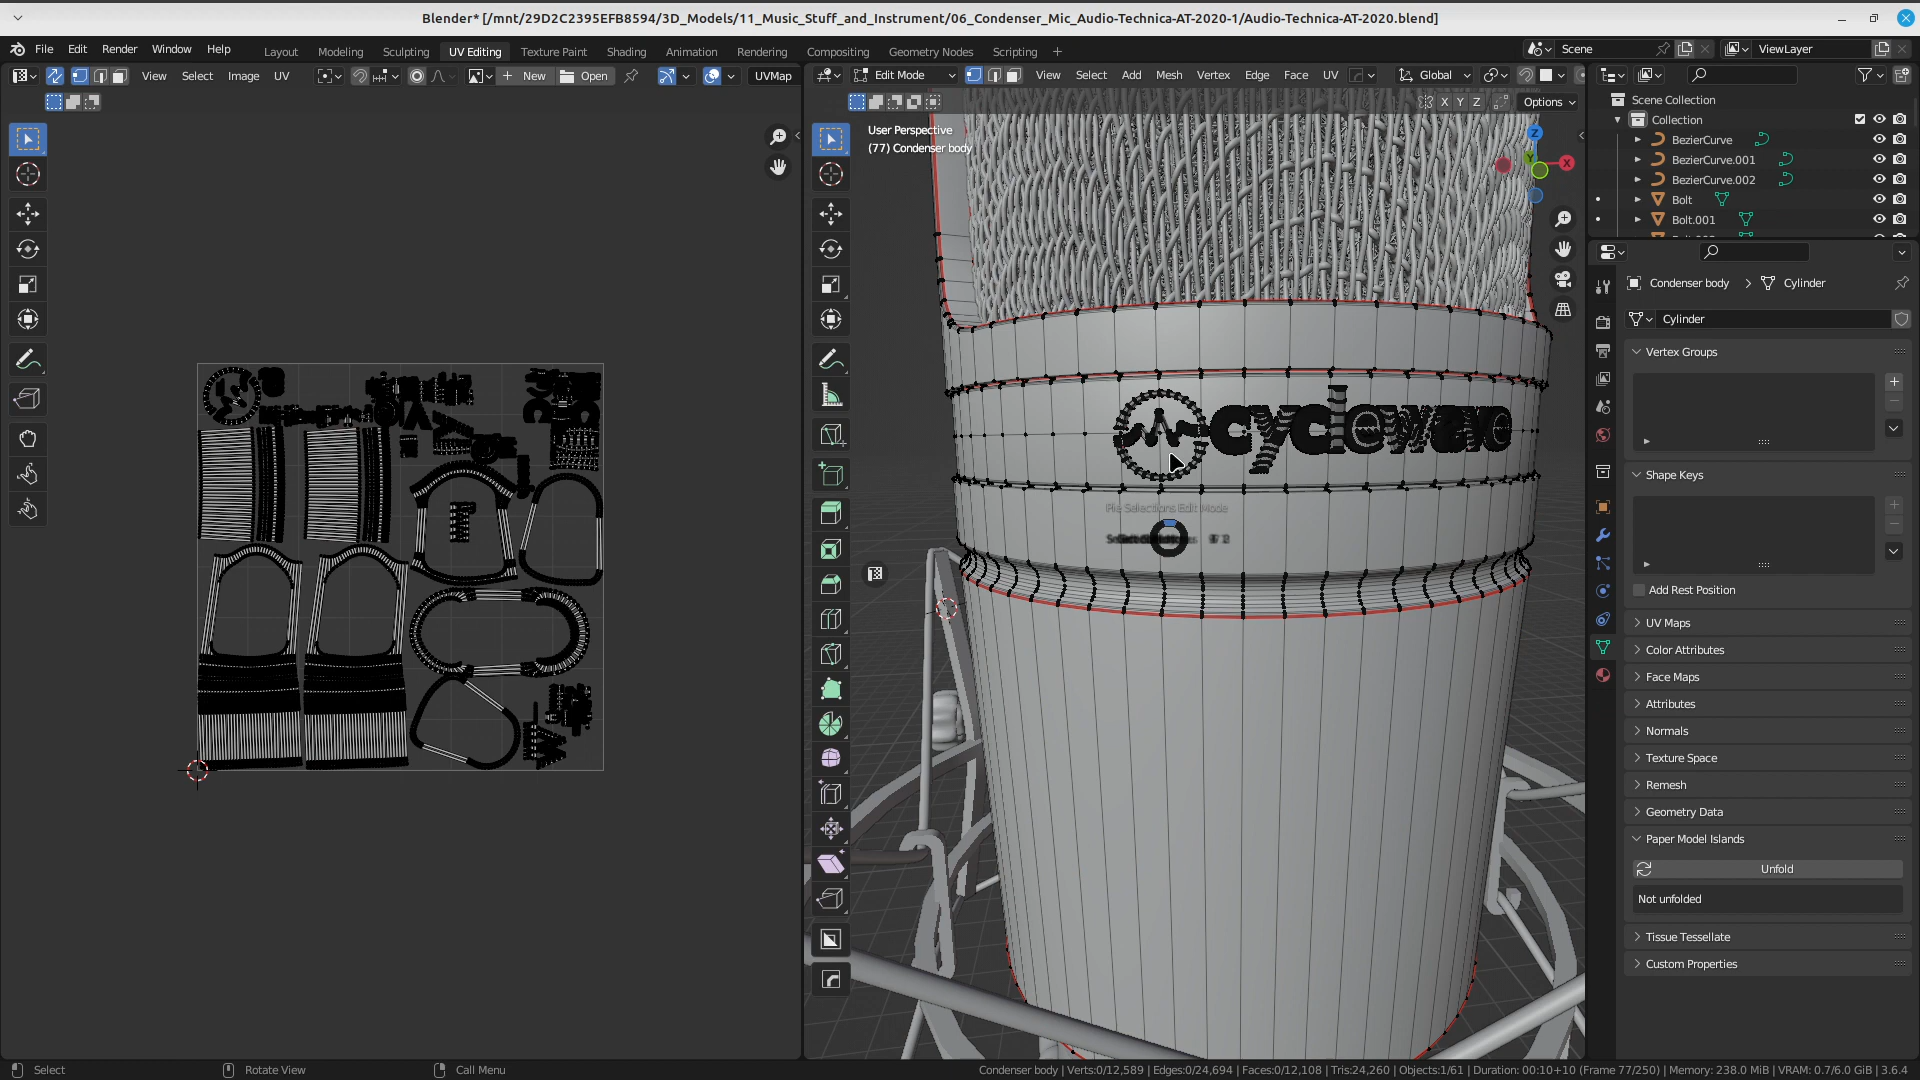 Blender* [/mnt/29D2C2395EFB8594/3D_Models/11_Music_Stuff_and_Instrument/06_Condenser_Mic_Audio-Technica-AT-2020-1/Audio-Technica-AT-2020.blend]
File Edit Render Window Help
Layout Modeling Sculpting UV Editing Texture Paint Shading Animation Rendering Compositing Geometry Nodes Scripting +
Scene
ViewLayer
View Select Image UV
New
Open
UVMap
Edit Mode
View Select Add Mesh Vertex Edge Face UV
Global
X Y Z
Options
User Perspective
(77) Condenser body
Z
Y
X
cyclewave
Pie Selections Edit Mode
Scene Collection
Collection
BezierCurve
BezierCurve.001
BezierCurve.002
Bolt
Bolt.001
Condenser body > Cylinder
Cylinder
Vertex Groups
Shape Keys
Add Rest Position
UV Maps
Color Attributes
Face Maps
Attributes
Normals
Texture Space
Remesh
Geometry Data
Paper Model Islands
Unfold
Not unfolded
Tissue Tessellate
Custom Properties
Select
Rotate View
Call Menu
Condenser body | Verts:0/12,589 | Edges:0/24,694 | Faces:0/12,108 | Tris:24,260 | Objects:1/61 | Duration: 00:10+10 (Frame 77/250) | Memory: 238.0 MiB | VRAM: 0.7/6.0 GiB | 3.6.4